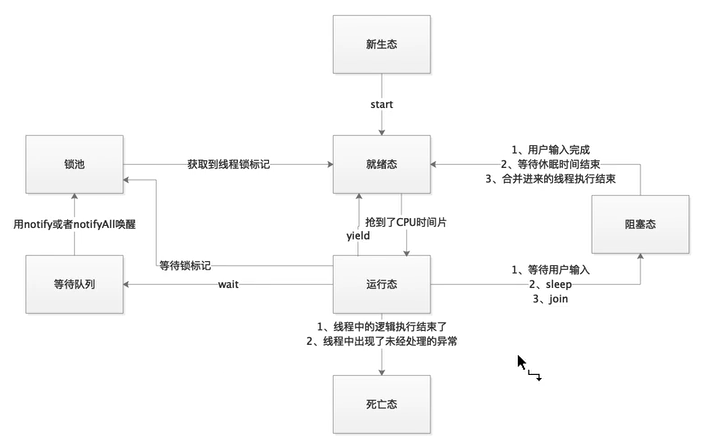 新生态
start
锁池
获取到线程锁标记
就绪态
1、用户输入完成
2、等待休眠时间结束
3、合并进来的线程执行结束
用notify或者notifyAll唤醒
yield
抢到了CPU时间片
阻塞态
等待锁标记
等待队列
wait
运行态
1、等待用户输入
2、sleep
3、join
1、线程中的逻辑执行结束了
2、线程中出现了未经处理的异常
死亡态